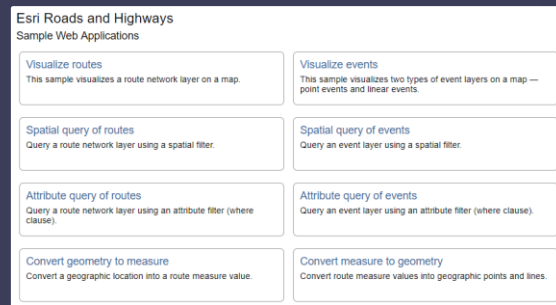 Esri Roads and Highways
Sample Web Applications
Visualize routes
This sample visualizes a route network layer on a map.
Visualize events
This sample visualizes two types of event layers on a map —
point events and linear events.
Spatial query of routes
Query a route network layer using a spatial filter.
Spatial query of events
Query an event layer using a spatial filter.
Attribute query of routes
Query a route network layer using an attribute filter (where
clause).
Attribute query of events
Query an event layer using an attribute filter (where clause).
Convert geometry to measure
Convert a geographic location into a route measure value.
Convert measure to geometry
Convert route measure values into geographic points and lines.